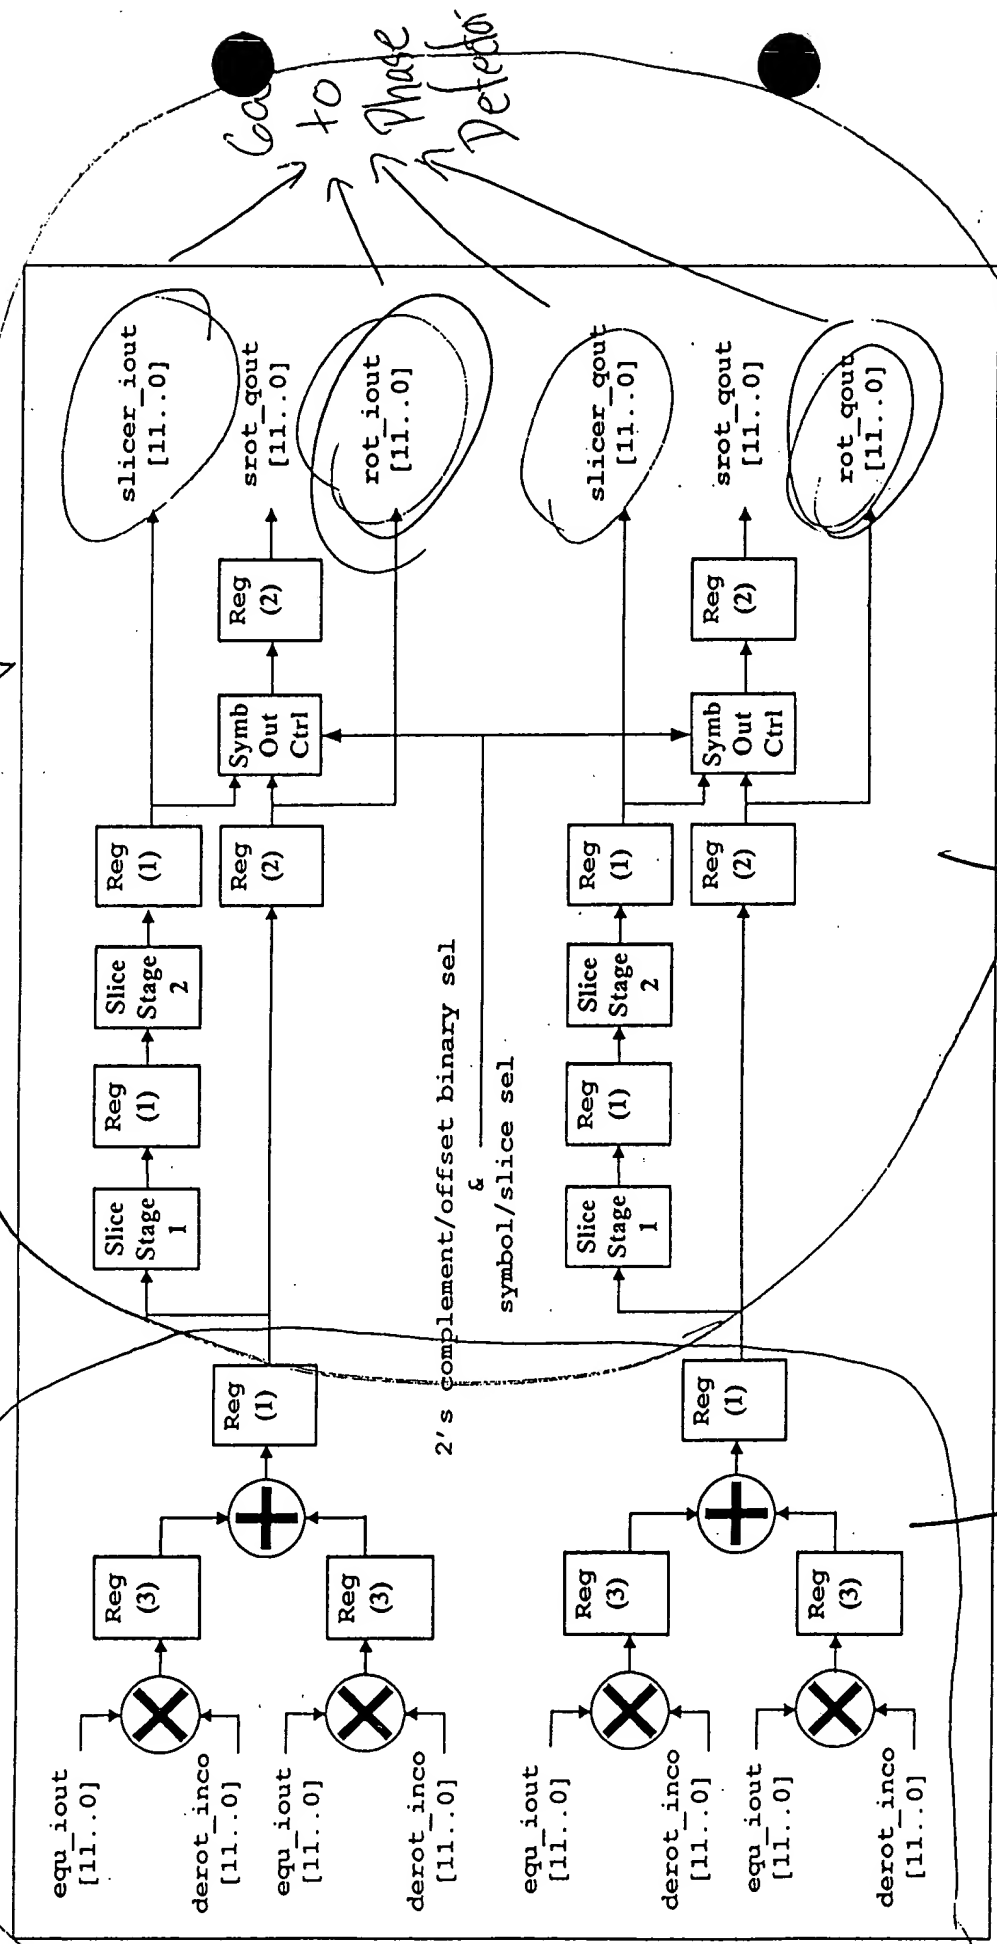 equ_iout
[11..0]
derot_inco
[11..0]
equ_iout
[11..0]
derot_inco
[11..0]
Reg
(3)
Reg
(3)
Reg
(1)
Slice
Stage
1
Reg
(1)
Slice
Stage
2
Reg
(1)
Reg
(2)
Symb
Out
Ctrl
Reg
(2)
slicer_iout
[11..0]
srot_qout
[11..0]
rot_iout
[11..0]
2's complement/offset binary sel
&
symbol/slice sel
equ_iout
[11..0]
derot_inco
[11..0]
equ_iout
[11..0]
derot_inco
[11..0]
Reg
(3)
Reg
(3)
Reg
(1)
Slice
Stage
1
Reg
(1)
Slice
Stage
2
Reg
(1)
Reg
(2)
Symb
Out
Ctrl
Reg
(2)
slicer_qout
[11..0]
srot_qout
[11..0]
rot_qout
[11..0]
to
Phase
Detector